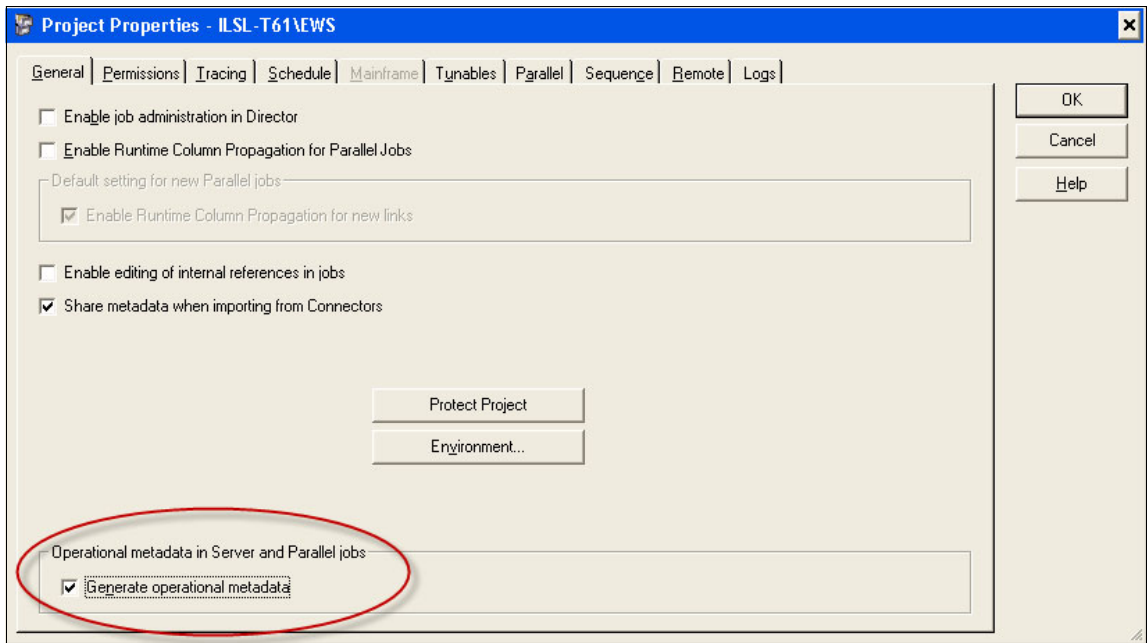 Project Properties - ILSL-T61\EWS
General Permissions Tracing Schedule Mainframe Tunables Parallel Sequence Remote Logs
Enable job administration in Director
Enable Runtime Column Propagation for Parallel Jobs
Default setting for new Parallel jobs
Enable Runtime Column Propagation for new links
Enable editing of internal references in jobs
Share metadata when importing from Connectors
Protect Project
Environment...
Operational metadata in Server and Parallel jobs
Generate operational metadata
OK
Cancel
Help